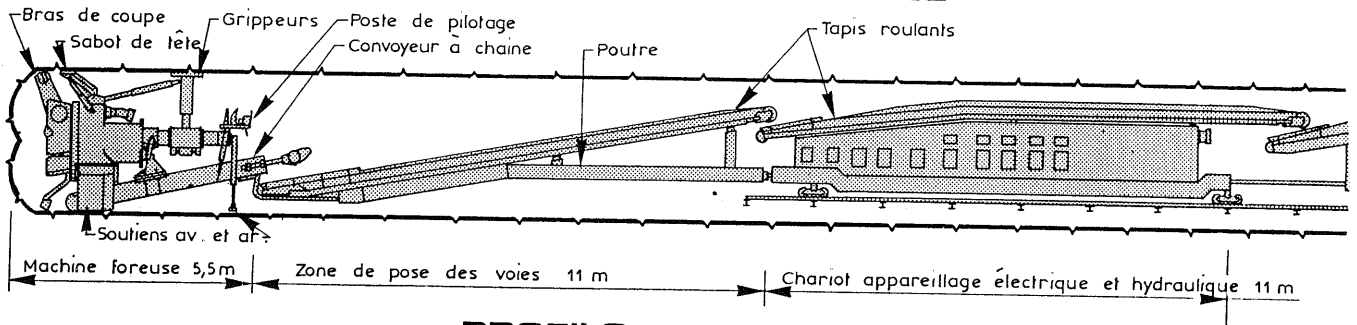 Bras de coupe
Sabot de tête
Grippeurs
Poste de pilotage
Convoyeur à chaine
Poutre
Tapis roulants
Soutiens av. et ar.
Machine foreuse 5,5m
Zone de pose des voies 11 m
Chariot appareillage électrique et hydraulique 11 m